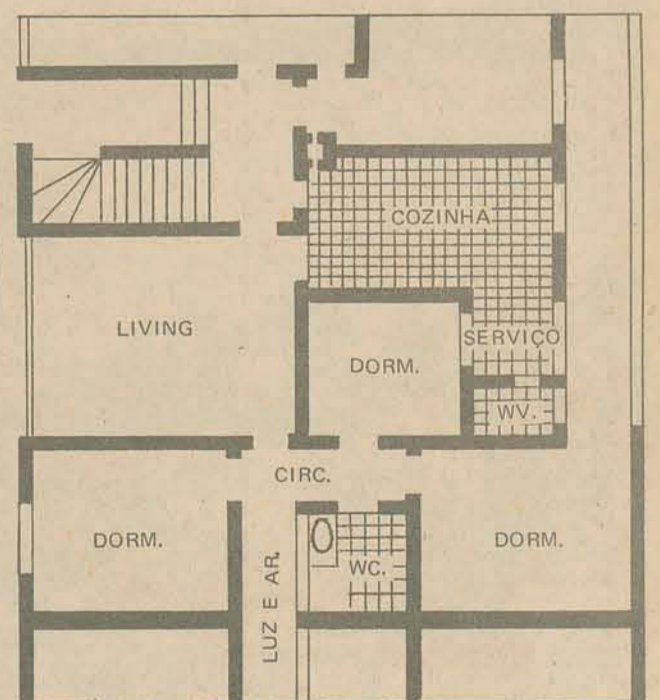 COZINHA
LIVING
SERVIÇO
DORM.
WV.
CIRC.
DORM.
DORM.
WC.
LUZ E AR.